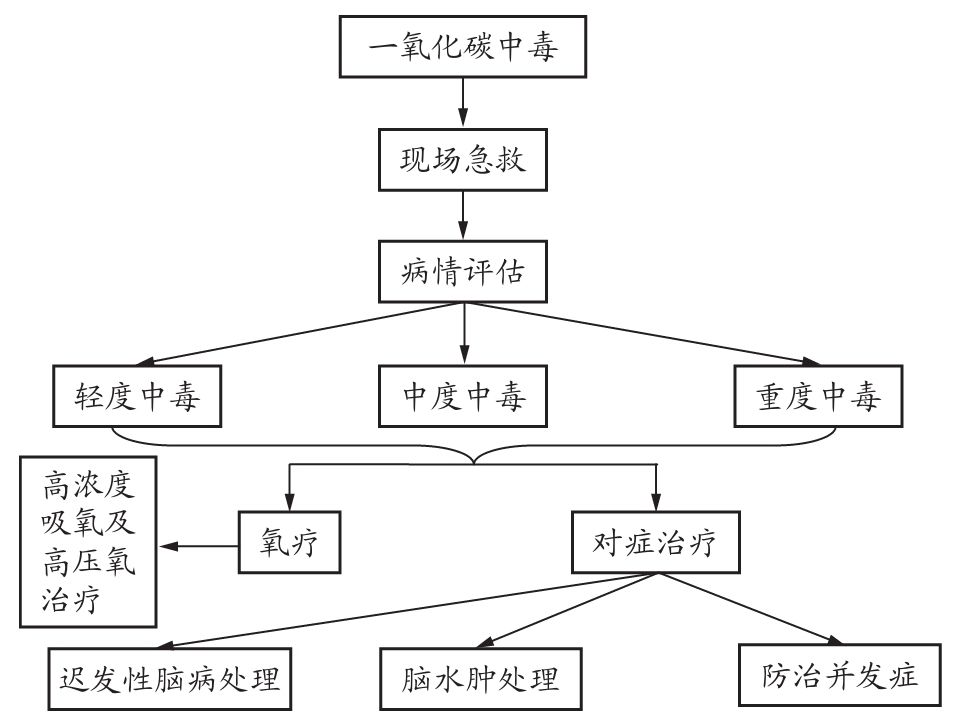 一氧化碳中毒
现场急救
病情评估
轻度中毒
中度中毒
重度中毒
高浓度
吸氧及
高压氧
治疗
氧疗
对症治疗
迟发性脑病处理
脑水肿处理
防治并发症